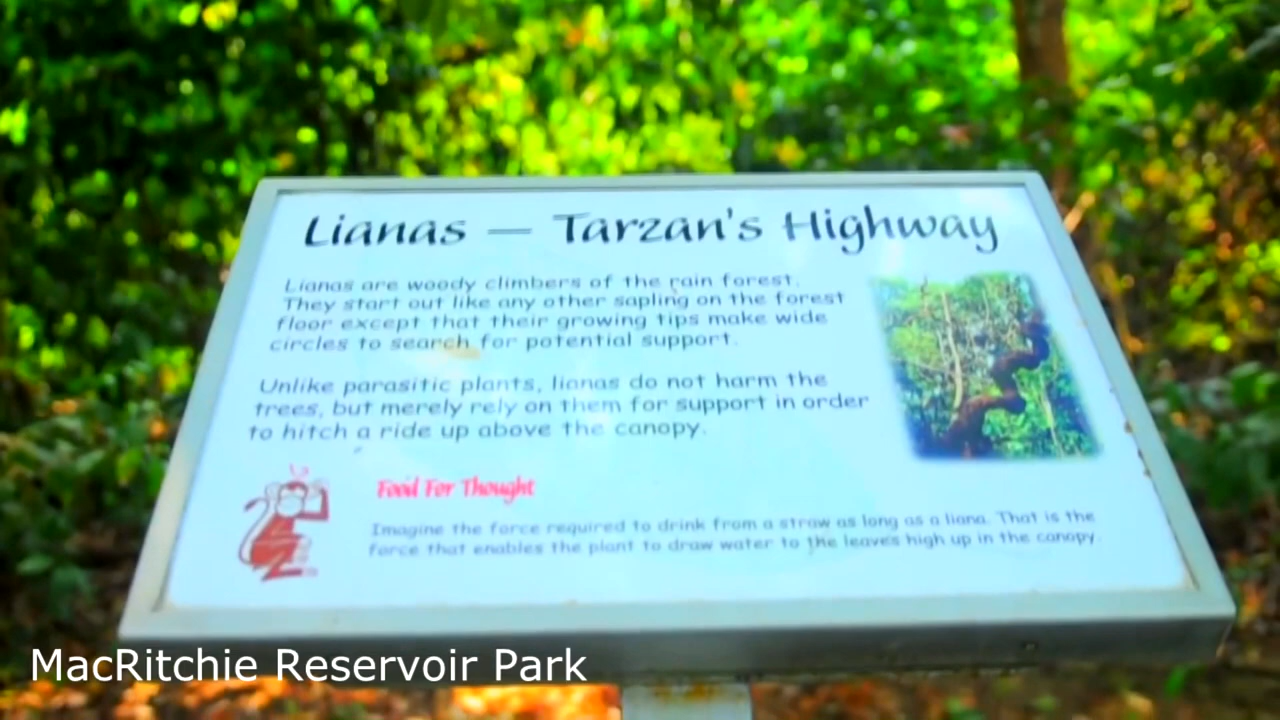 Lianas — Tarzan's Highway
Lianas are woody climbers of the rain forest.
They start out like any other sapling on the forest
floor except that their growing tips make wide
circles to search for potential support.
Unlike parasitic plants, lianas do not harm the
trees, but merely rely on them for support in order
to hitch a ride up above the canopy.
Food For Thought
Imagine the force required to drink from a straw as long as a liana. That is the
force that enables the plant to draw water to the leaves high up in the canopy.
MacRitchie Reservoir Park